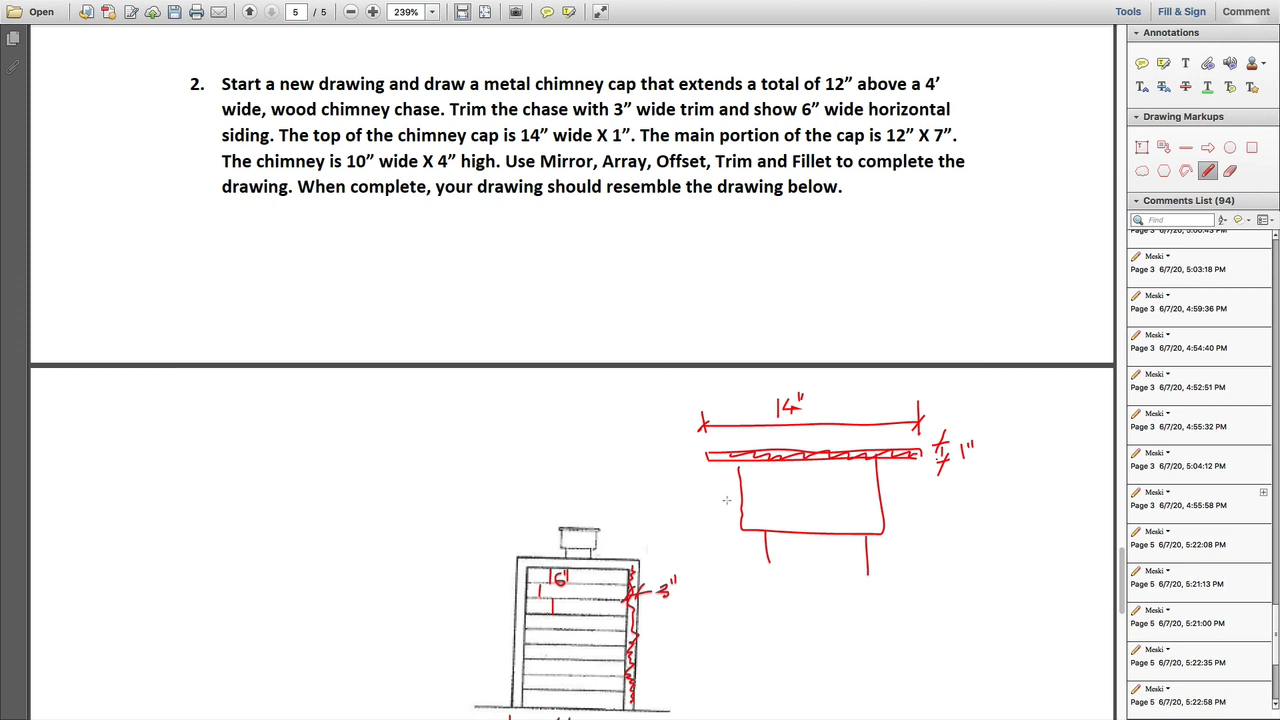 Open
5 / 5
239%
Tools
Fill & Sign
Comment
Annotations
Drawing Markups
Comments List (94)
Find
Page 3 6/7/20, 5:00:43 PM
Meski
Page 3 6/7/20, 5:03:18 PM
Meski
Page 3 6/7/20, 4:59:36 PM
Meski
Page 3 6/7/20, 4:54:40 PM
Meski
Page 3 6/7/20, 4:52:51 PM
Meski
Page 3 6/7/20, 4:55:32 PM
Meski
Page 3 6/7/20, 5:04:12 PM
Meski
Page 3 6/7/20, 4:55:58 PM
Meski
Page 5 6/7/20, 5:22:08 PM
Meski
Page 5 6/7/20, 5:21:13 PM
Meski
Page 5 6/7/20, 5:21:00 PM
Meski
Page 5 6/7/20, 5:22:35 PM
Meski
Page 5 6/7/20, 5:22:02 PM
2. Start a new drawing and draw a metal chimney cap that extends a total of 12” above a 4’
wide, wood chimney chase. Trim the chase with 3” wide trim and show 6” wide horizontal
siding. The top of the chimney cap is 14” wide X 1”. The main portion of the cap is 12” X 7”.
The chimney is 10” wide X 4” high. Use Mirror, Array, Offset, Trim and Fillet to complete the
drawing. When complete, your drawing should resemble the drawing below.
14"
1"
6"
3"